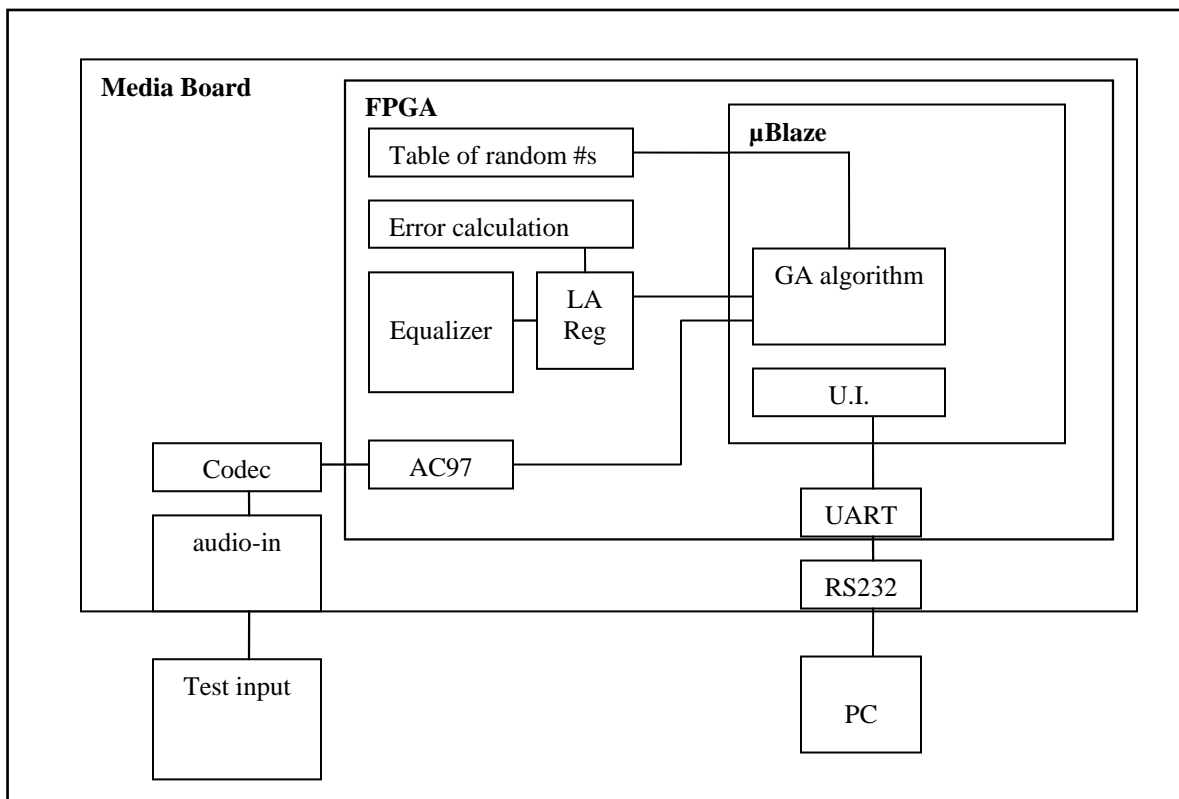 Media Board
FPGA
µBlaze
Table of random #s
Error calculation
GA algorithm
LA
Reg
Equalizer
U.I.
Codec
AC97
UART
audio-in
RS232
Test input
PC